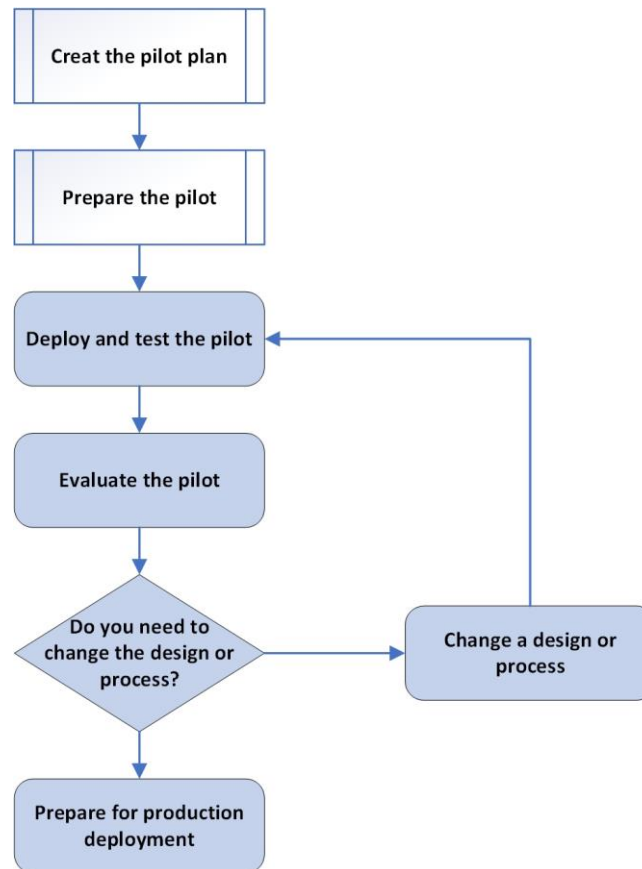 Creat the pilot plan
Prepare the pilot
Deploy and test the pilot
Evaluate the pilot
Do you need to
change the design or
process?
Change a design or
process
Prepare for production
deployment